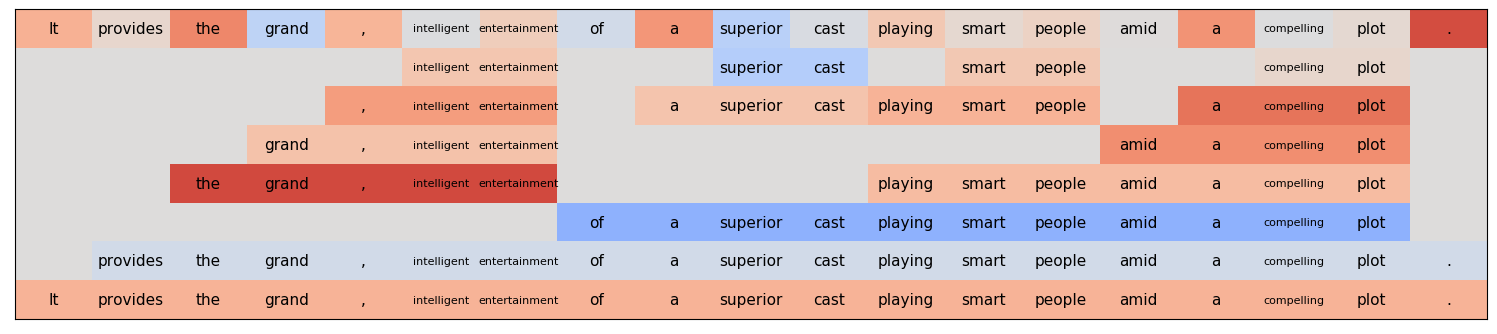 It provides the grand , intelligent entertainment of a superior cast playing smart people amid a compelling plot .
intelligent entertainment superior cast smart people compelling plot
, intelligent entertainment a superior cast playing smart people a compelling plot
grand , intelligent entertainment amid a compelling plot
the grand , intelligent entertainment playing smart people amid a compelling plot
of a superior cast playing smart people amid a compelling plot
provides the grand , intelligent entertainment of a superior cast playing smart people amid a compelling plot .
It provides the grand , intelligent entertainment of a superior cast playing smart people amid a compelling plot .